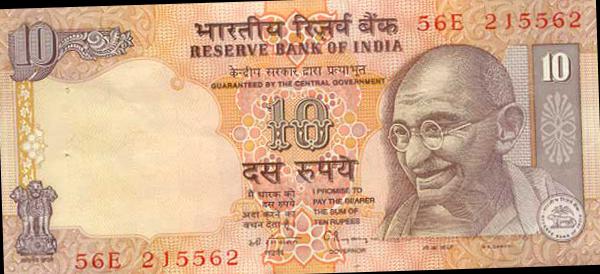 10
भारतीय रिज़र्व बैंक
56E 215562
RESERVE BANK OF INDIA
केन्द्रीय सरकार द्वारा प्रत्याभूत
GUARANTEED BY THE CENTRAL GOVERNMENT
10
10
दस रुपये
मैं धारक को
दस रुपये
अदा करने का
वचन देता हूँ
I PROMISE TO
PAY THE BEARER
THE SUM OF
TEN RUPEES
GOVERNOR
56E 215562